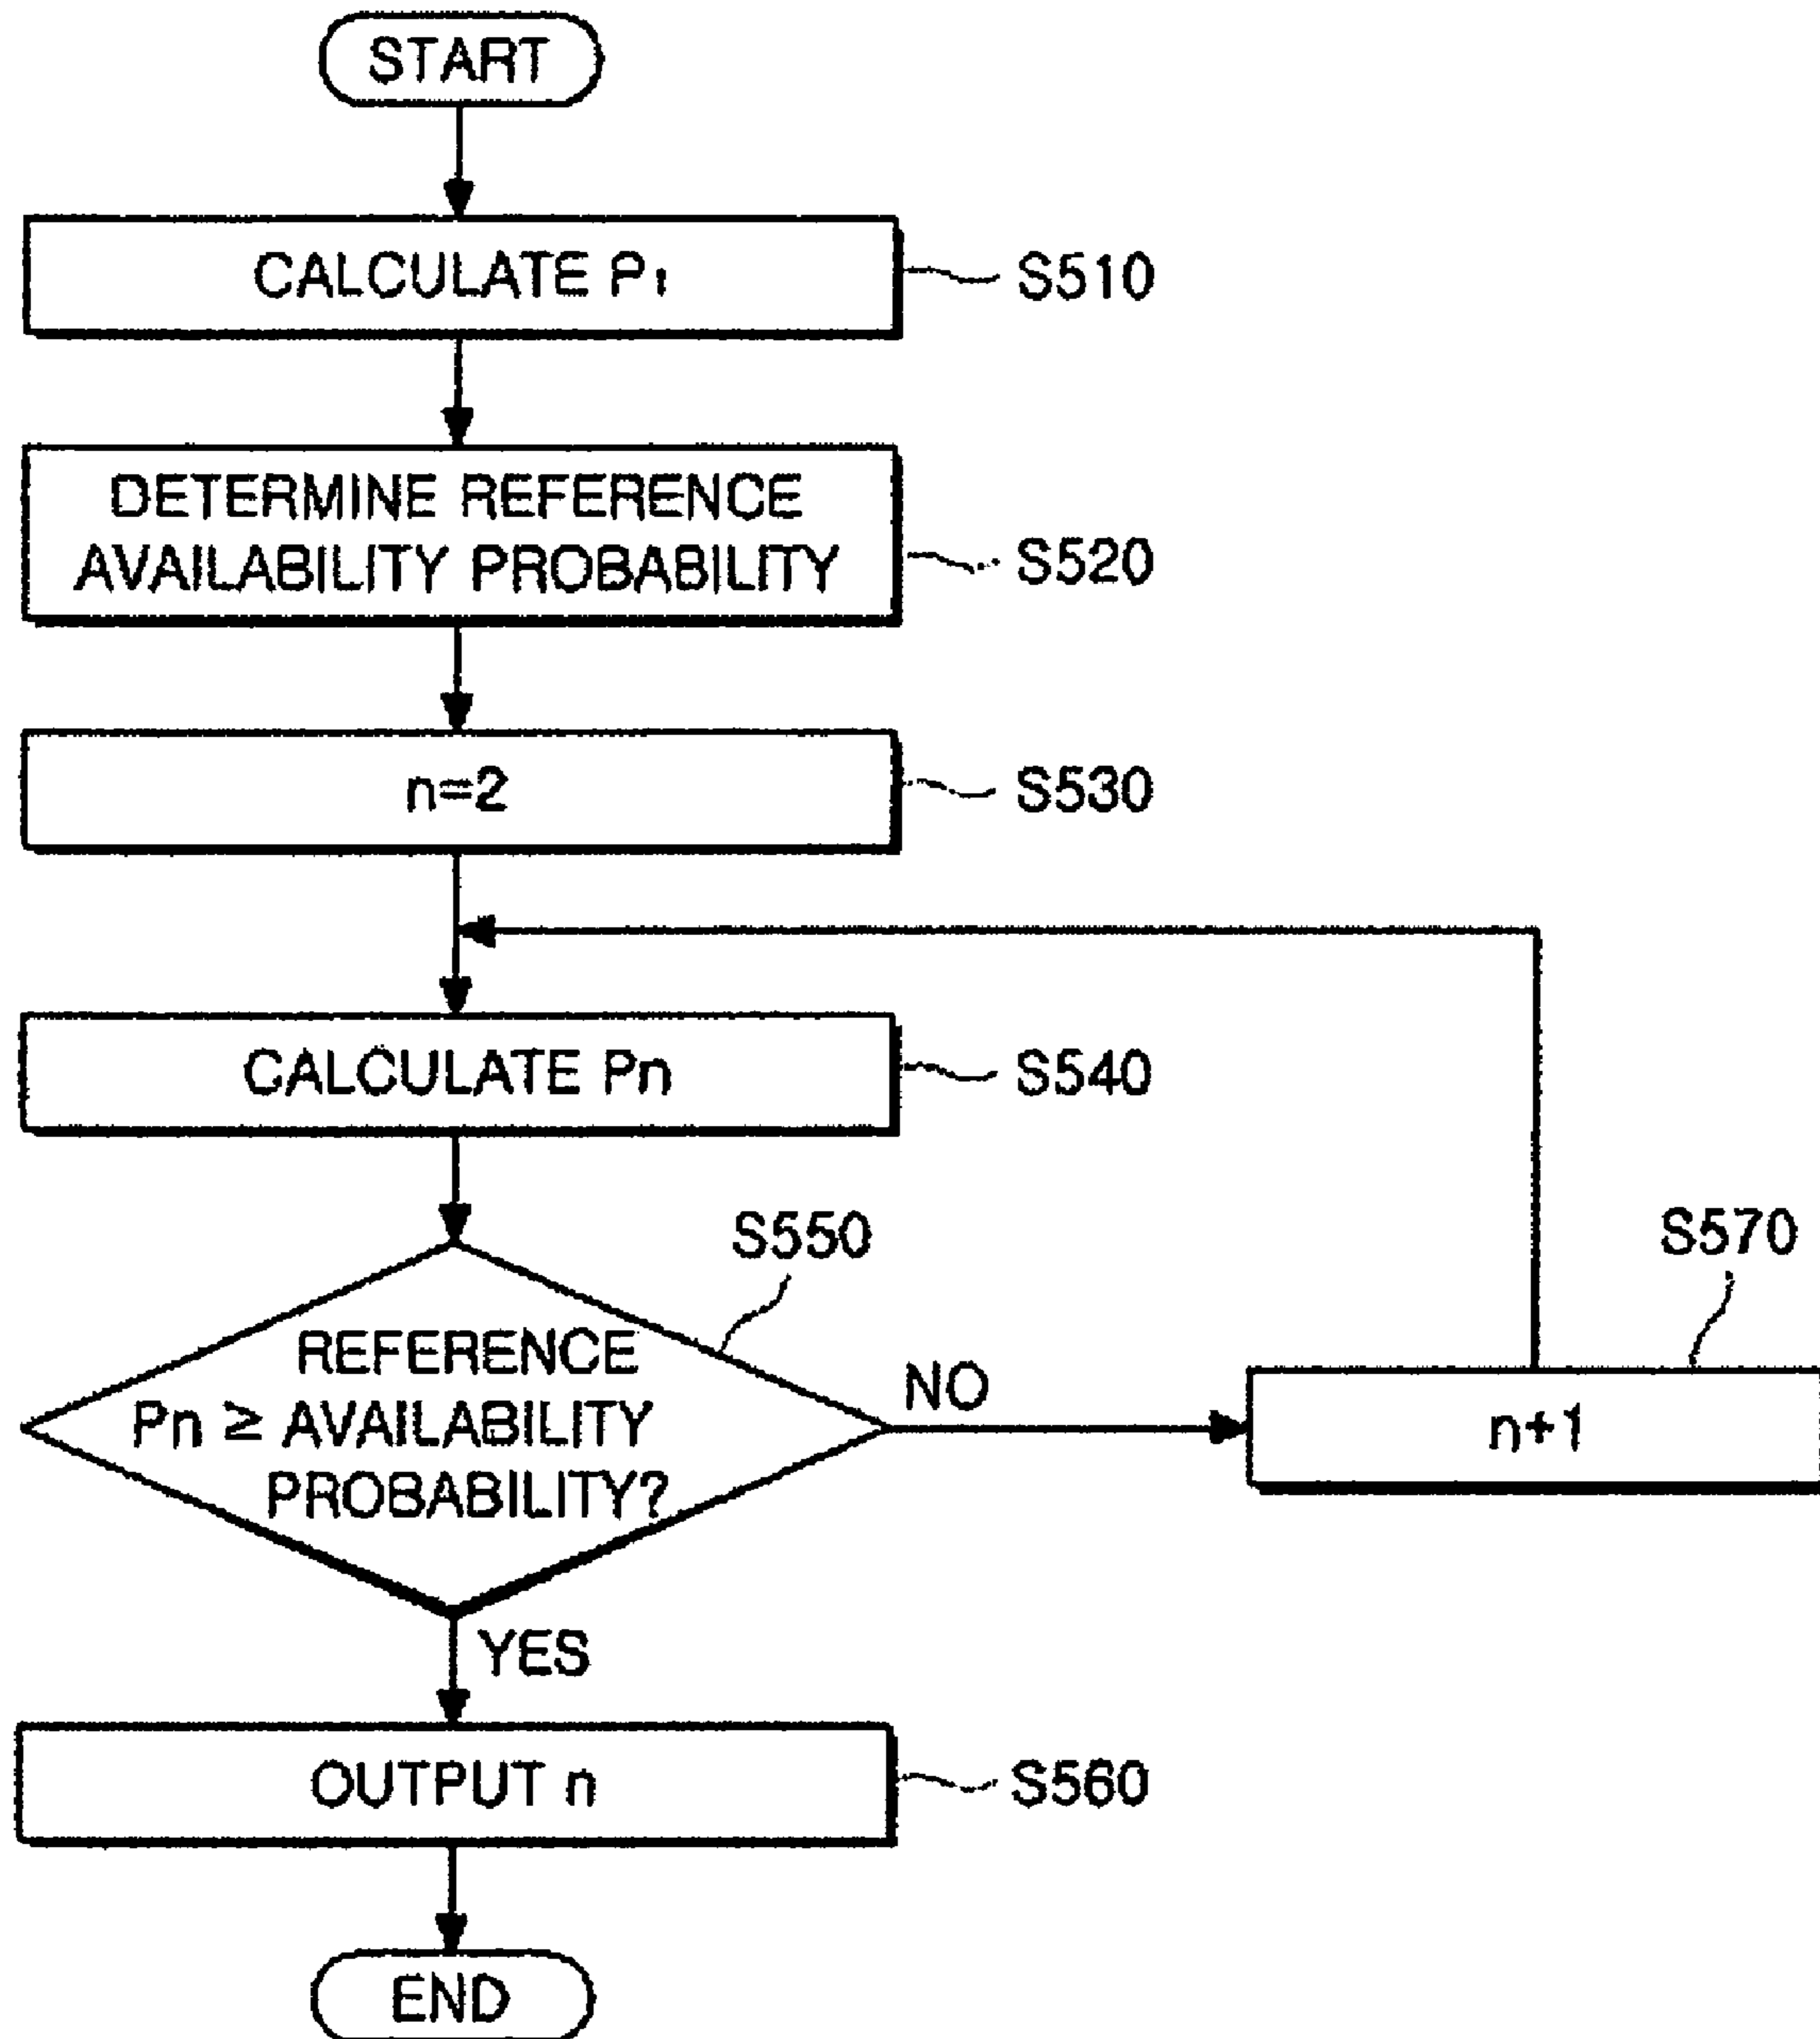 START
CALCULATE P₁
S510
DETERMINE REFERENCE
AVAILABILITY PROBABILITY
S520
n=2
S530
CALCULATE Pn
S540
S550
REFERENCE
Pn ≥ AVAILABILITY
PROBABILITY?
NO
S570
n+1
YES
OUTPUT n
S560
END